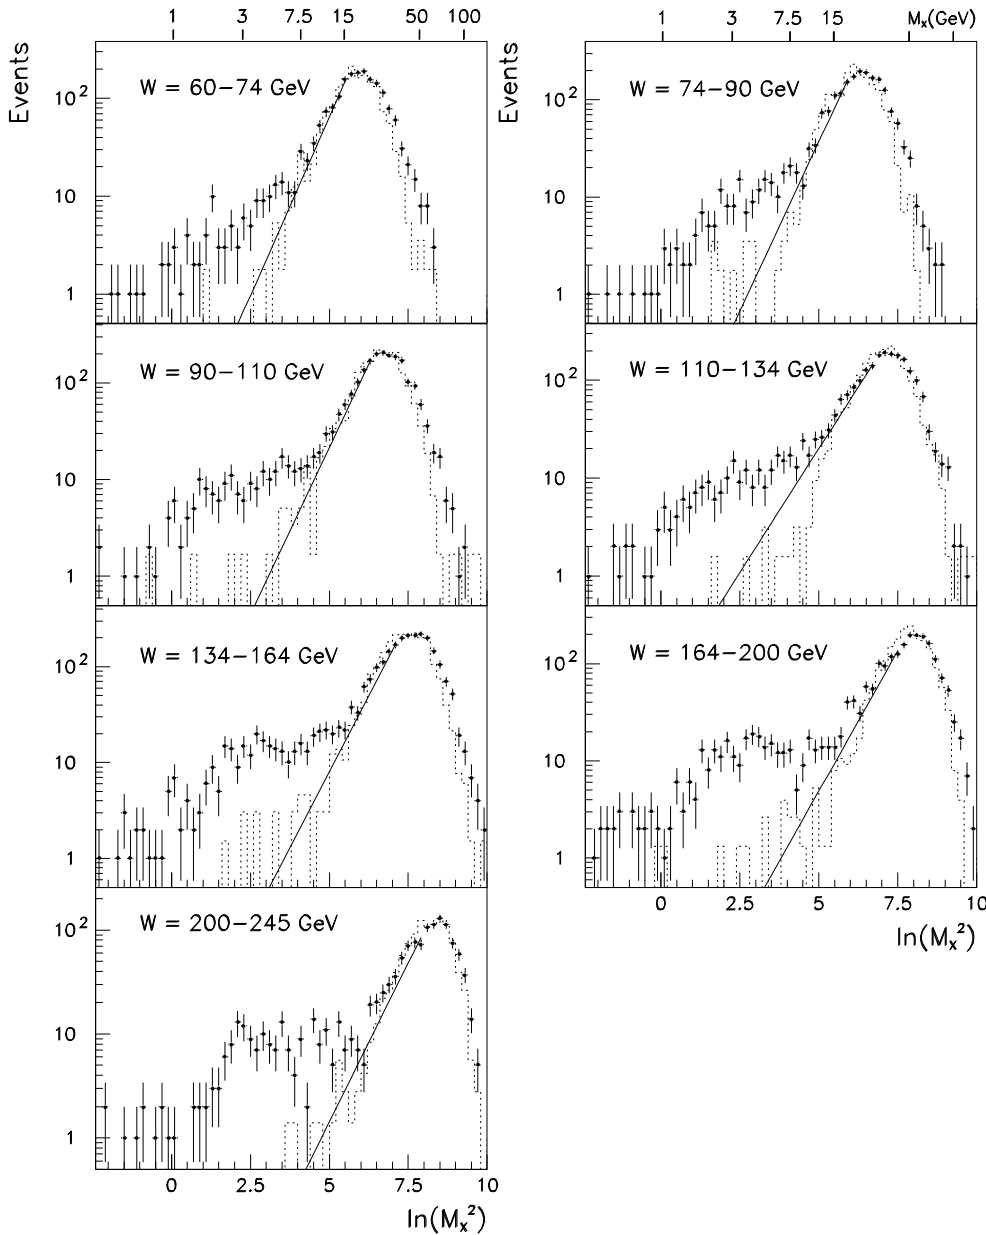 1 3 7.5 15 50 100
1 3 7.5 15 Mx(GeV)
Events
10²
10
1
W = 60−74 GeV
Events
10²
10
1
W = 74−90 GeV
10²
10
1
W = 90−110 GeV
10²
10
1
W = 110−134 GeV
10²
10
1
W = 134−164 GeV
10²
10
1
W = 164−200 GeV
0 2.5 5 7.5 10
ln(Mx²)
10²
10
1
W = 200−245 GeV
0 2.5 5 7.5 10
ln(Mx²)